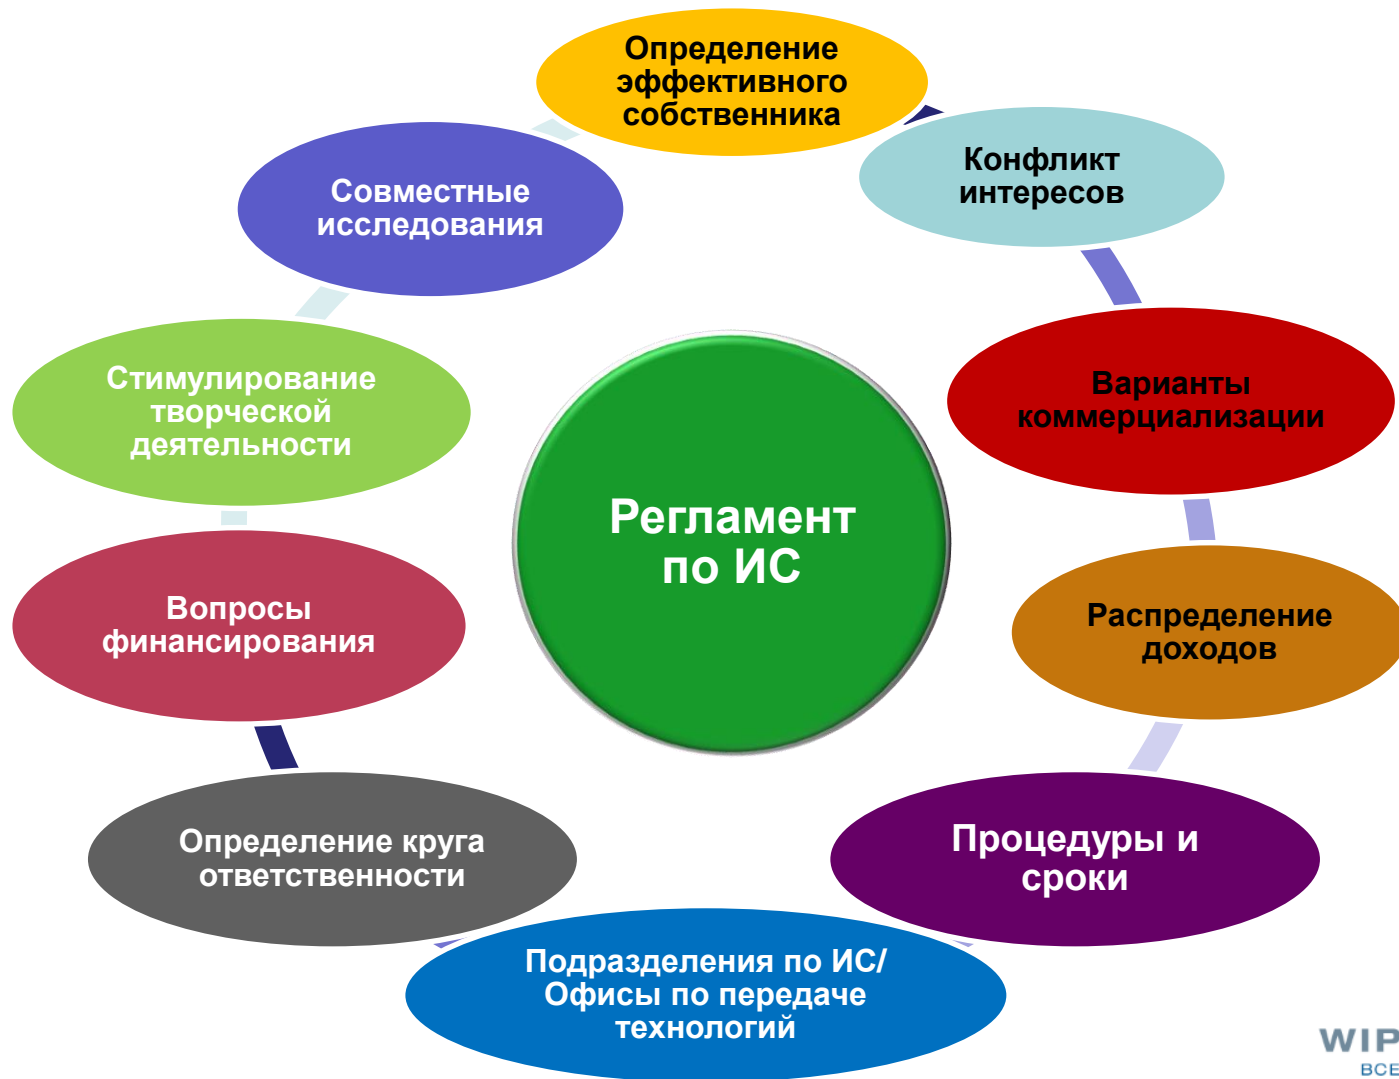 Определение
эффективного
собственника
Конфликт
интересов
Варианты
коммерциализации
Распределение
доходов
Процедуры и
сроки
Подразделения по ИС/
Офисы по передаче
технологий
Определение круга
ответственности
Вопросы
финансирования
Стимулирование
творческой
деятельности
Совместные
исследования
Регламент
по ИС
WIP
ВСЕ